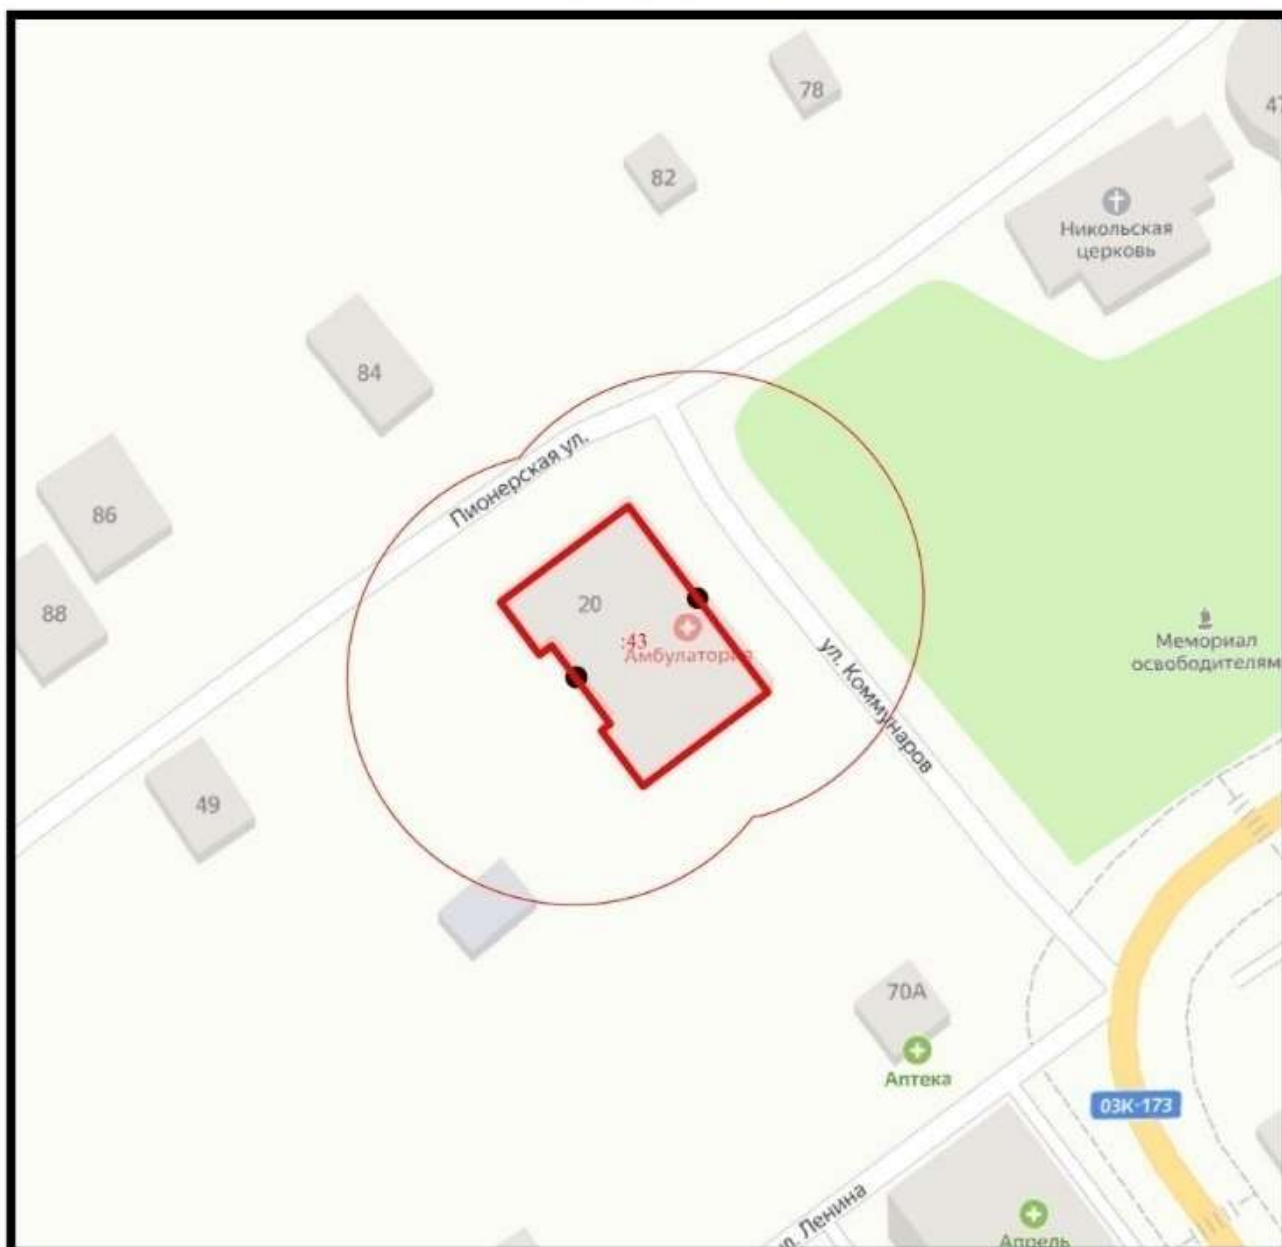 78
47
82
Никольская
церковь
84
Пионерская ул.
86
88
20
:43
Амбулатория
ул. Коммунаров
Мемориал
освободителям
49
70А
Аптека
03К-173
ул. Ленина
Апрель